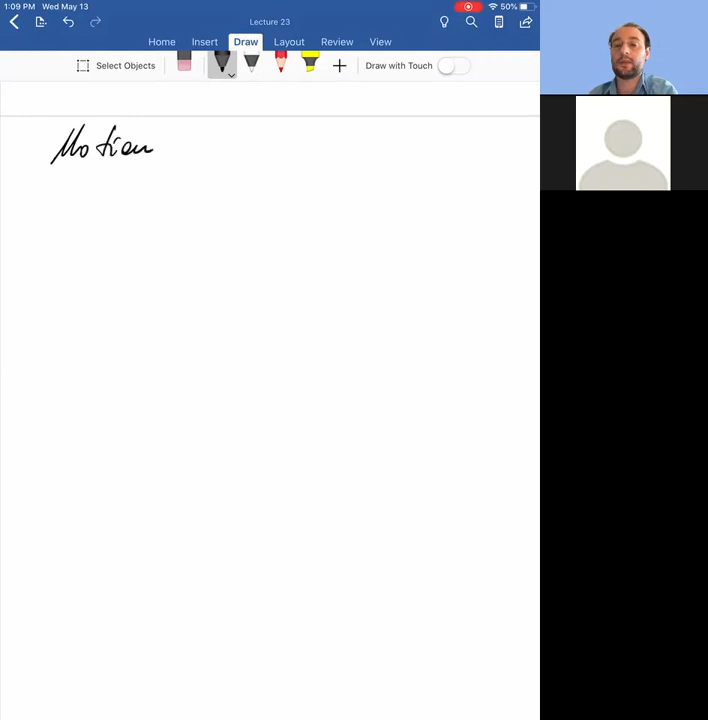 1:09 PM Wed May 13 50%
Lecture 23
Home Insert Draw Layout Review View
Select Objects Draw with Touch
Motion